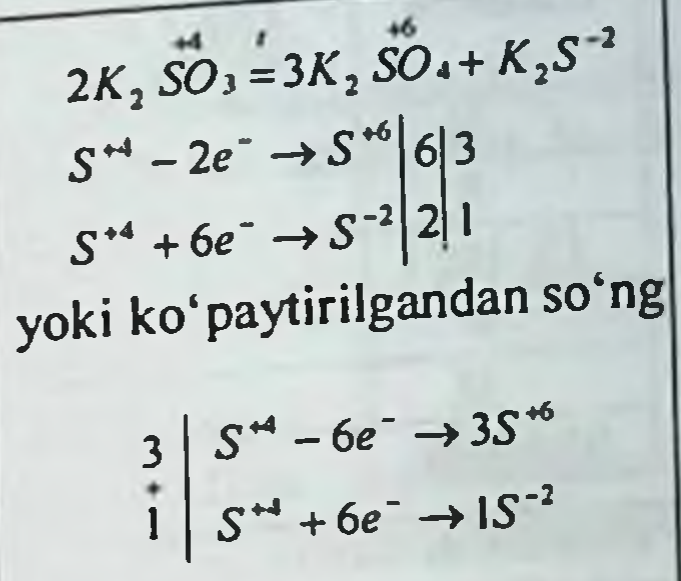 2K₂S⁺⁴O₃ = 3K₂S⁺⁶O₄ + K₂S⁻²
S⁺⁴ – 2e⁻ → S⁺⁶ | 6 | 3
S⁺⁴ + 6e⁻ → S⁻² | 2 | 1
yoki ko‘paytirilgandan so‘ng
3 | S⁺⁴ – 6e⁻ → 3S⁺⁶
1 | S⁺⁴ + 6e⁻ → 1S⁻²